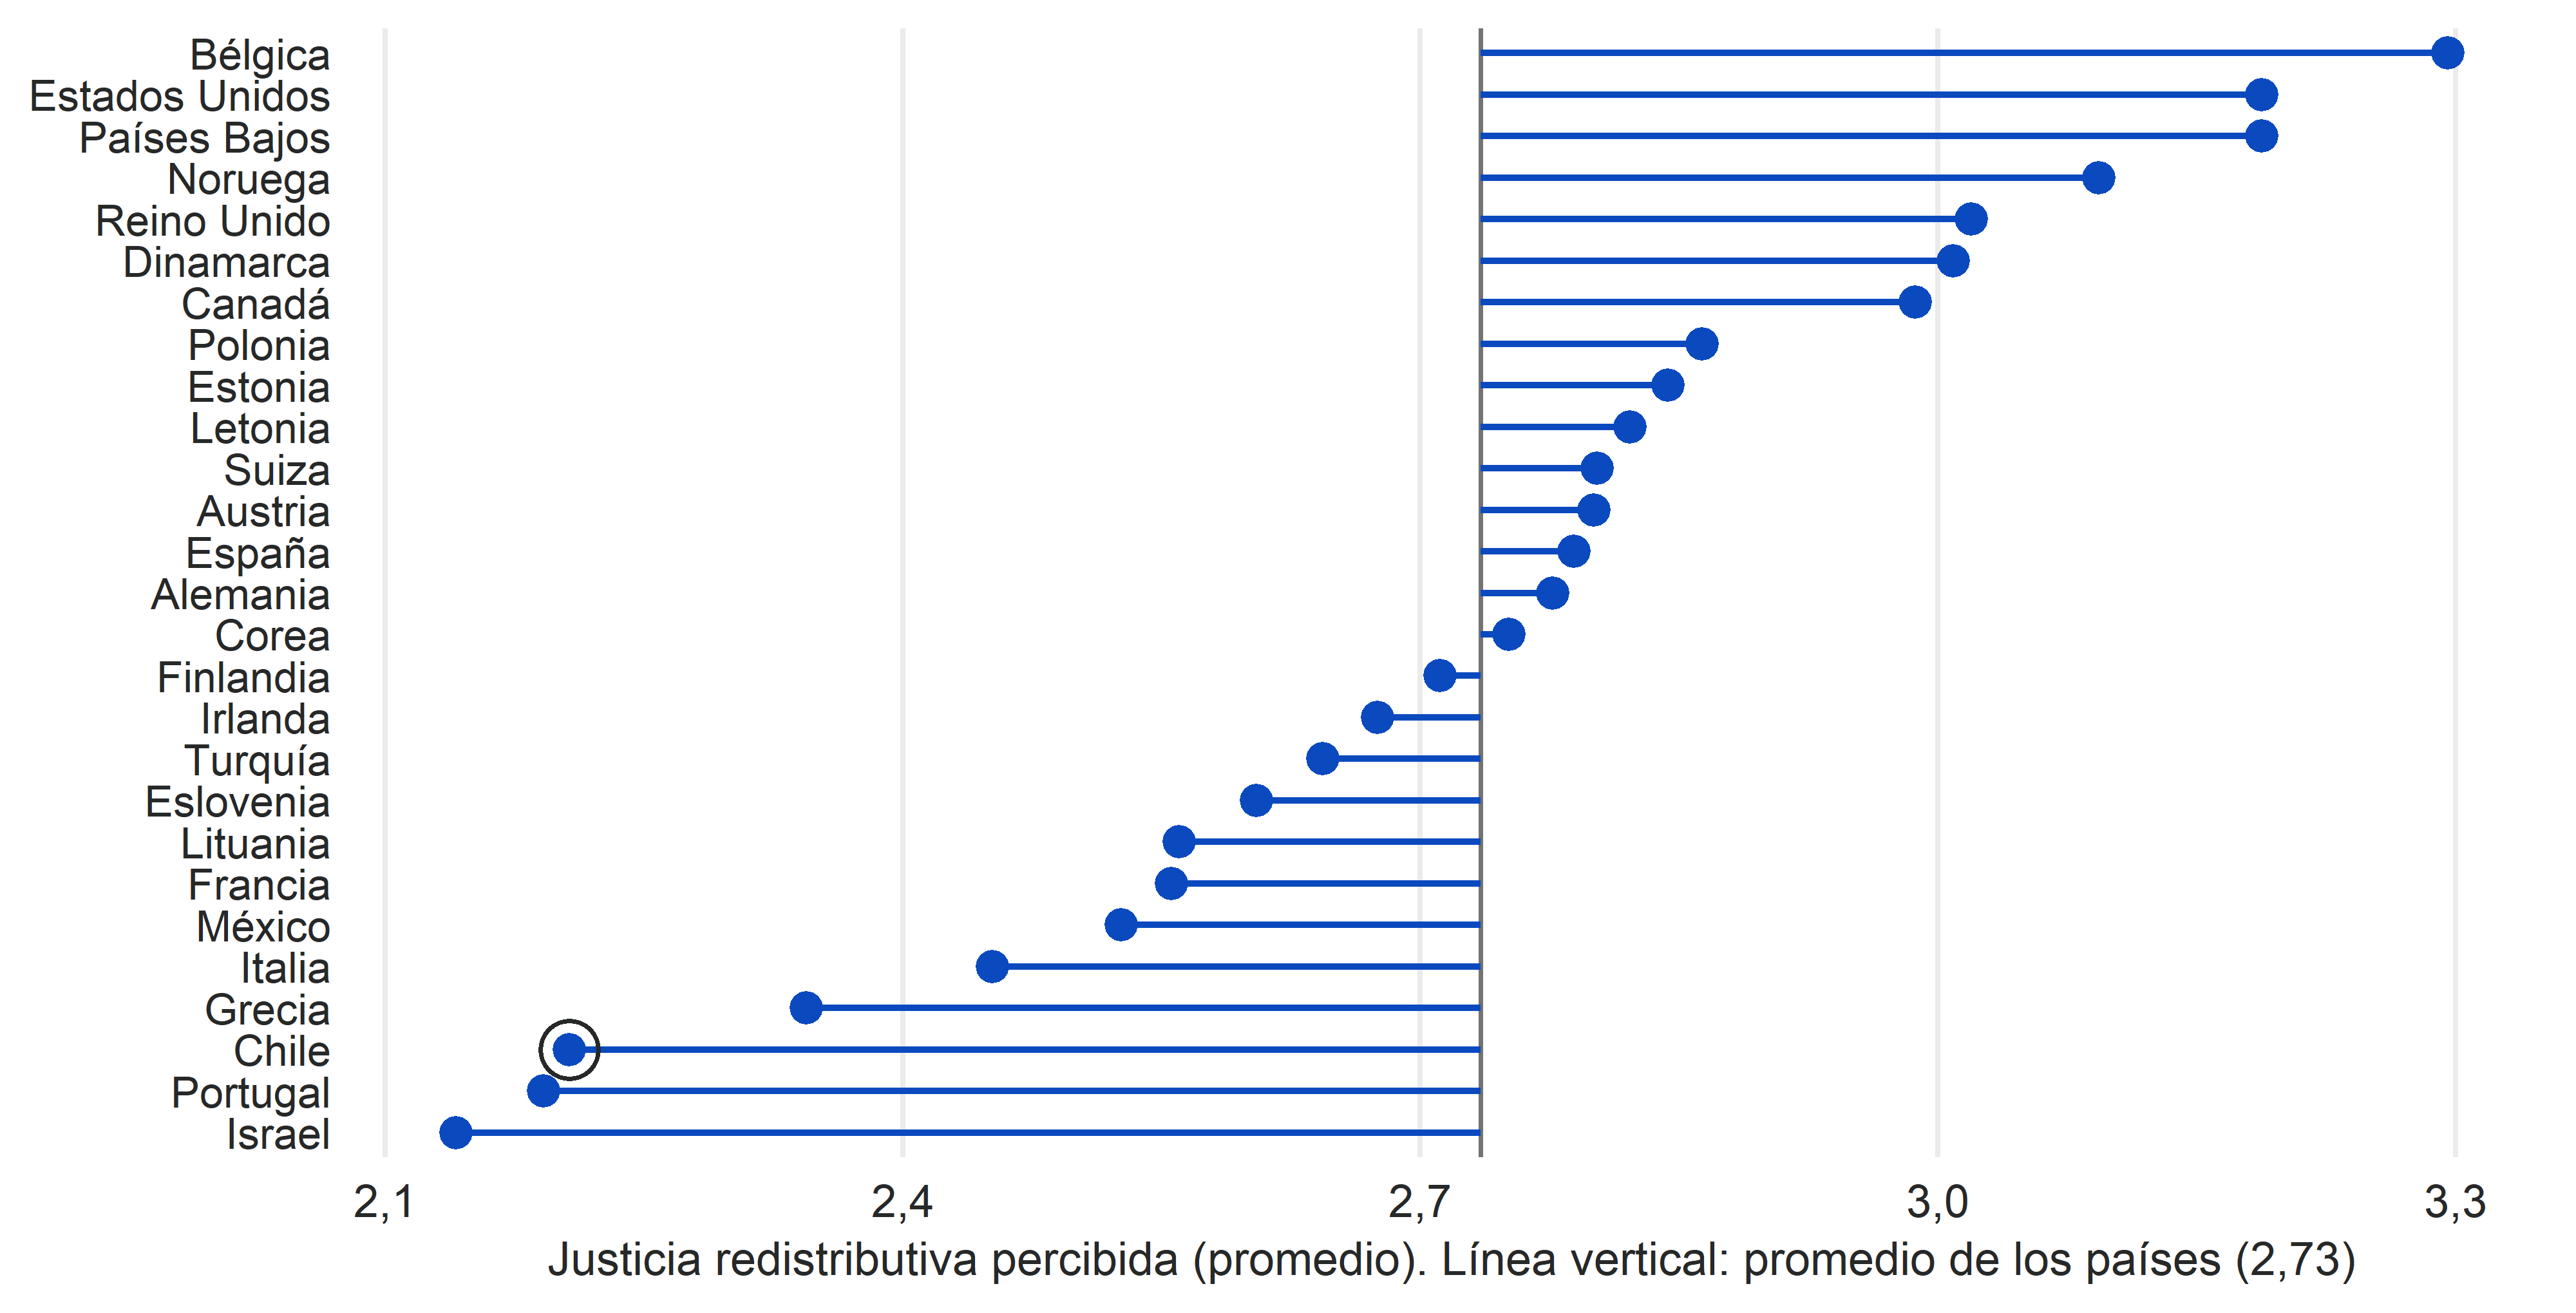 Bélgica
Estados Unidos
Países Bajos
Noruega
Reino Unido
Dinamarca
Canadá
Polonia
Estonia
Letonia
Suiza
Austria
España
Alemania
Corea
Finlandia
Irlanda
Turquía
Eslovenia
Lituania
Francia
México
Italia
Grecia
Chile
Portugal
Israel
2,1 2,4 2,7 3,0 3,3
Justicia redistributiva percibida (promedio). Línea vertical: promedio de los países (2,73)